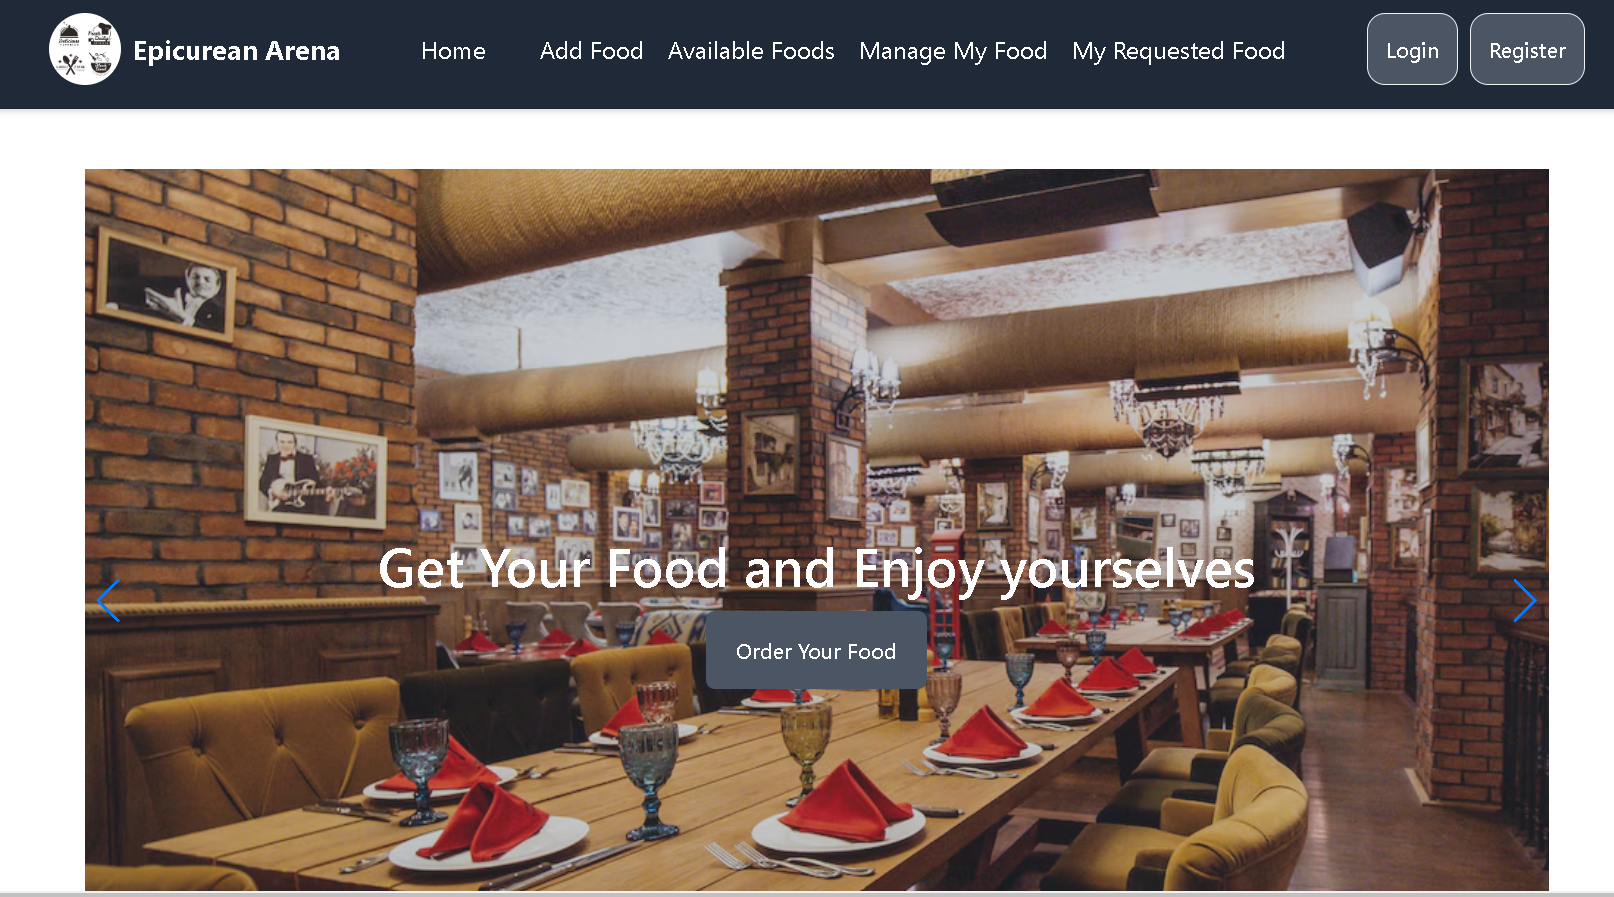 Epicurean Arena
Home
Add Food
Available Foods
Manage My Food
My Requested Food
Login
Register
Get Your Food and Enjoy yourselves
Order Your Food